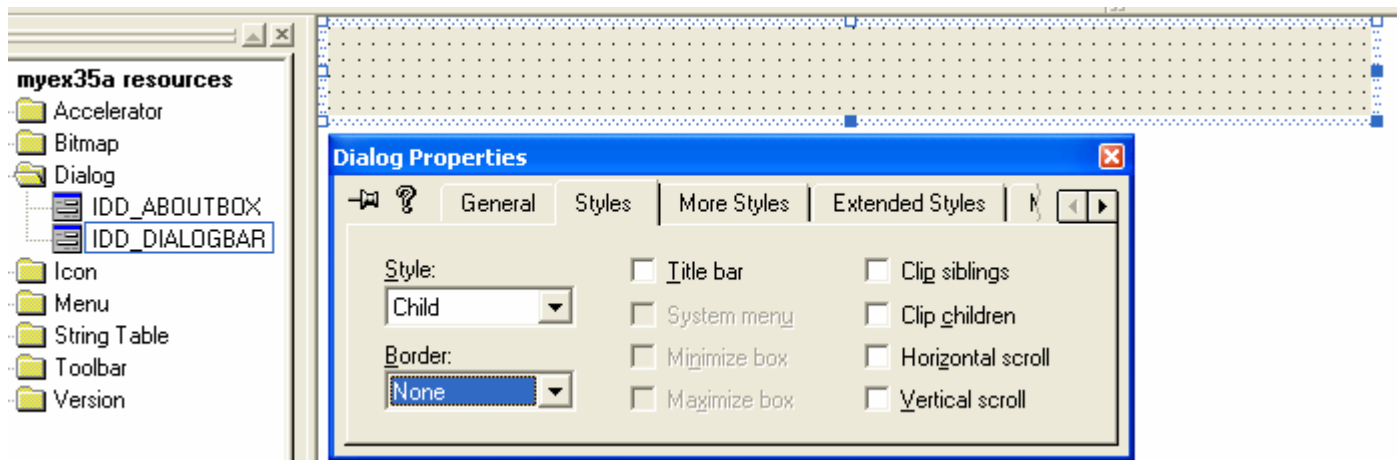 myex35a resources
Accelerator
Bitmap
Dialog
IDD_ABOUTBOX
IDD_DIALOGBAR
Icon
Menu
String Table
Toolbar
Version
Dialog Properties
General
Styles
More Styles
Extended Styles
Style:
Child
Border:
None
Title bar
System menu
Minimize box
Maximize box
Clip siblings
Clip children
Horizontal scroll
Vertical scroll